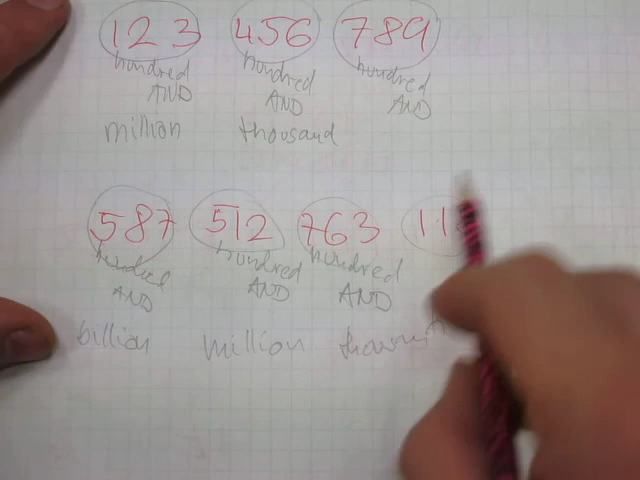 123 456 789
hundred hundred hundred
AND AND AND
million thousand
587 512 763 11
hundred hundred hundred
AND AND AND
billion million